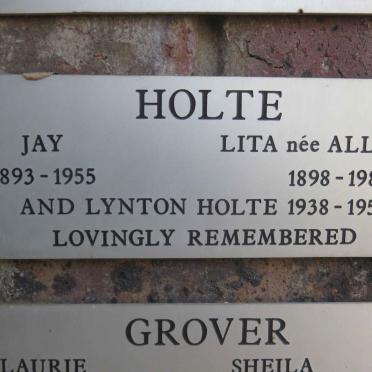 HOLTE
JAY LITA née ALL
893-1955 1898-198
AND LYNTON HOLTE 1938-195
LOVINGLY REMEMBERED
GROVER
LAURIE SHEILA